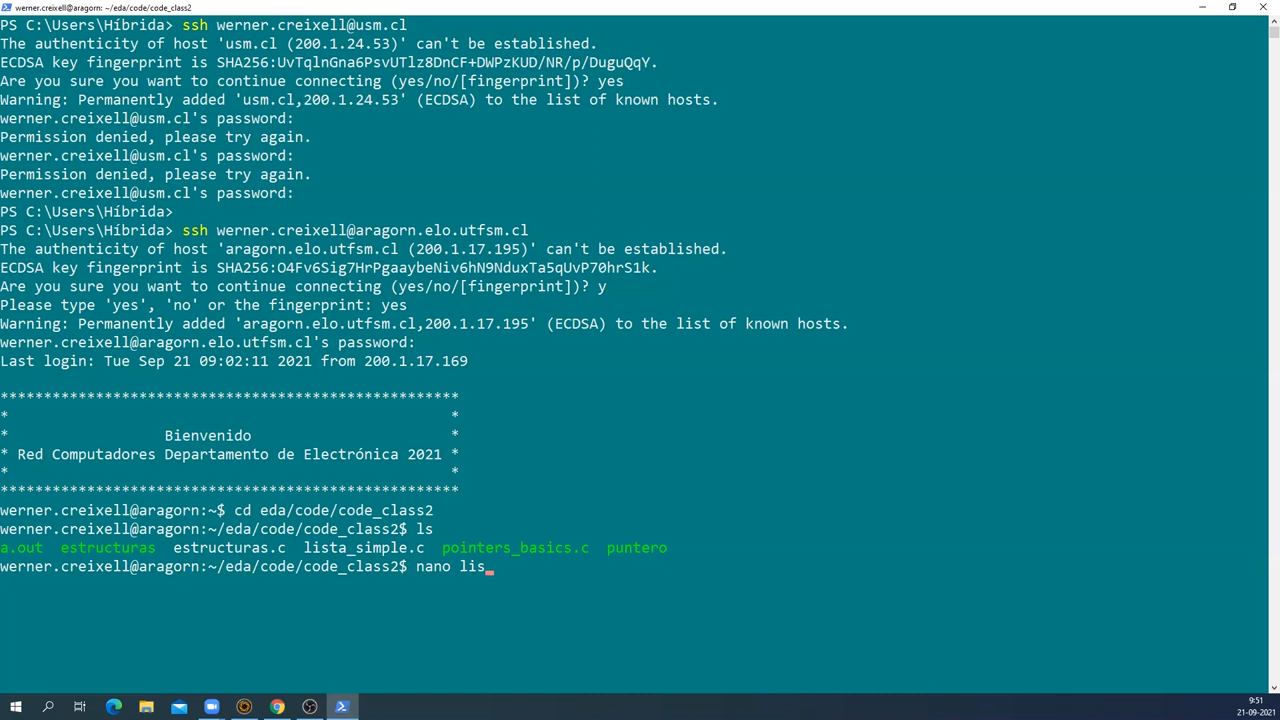 werner.creixell@aragorn: ~/eda/code/code_class2
PS C:\Users\Híbrida> ssh werner.creixell@usm.cl
The authenticity of host 'usm.cl (200.1.24.53)' can't be established.
ECDSA key fingerprint is SHA256:UvTqlnGna6PsvUTlz8DnCF+DWPzKUD/NR/p/DuguQqY.
Are you sure you want to continue connecting (yes/no/[fingerprint])? yes
Warning: Permanently added 'usm.cl,200.1.24.53' (ECDSA) to the list of known hosts.
werner.creixell@usm.cl's password:
Permission denied, please try again.
werner.creixell@usm.cl's password:
Permission denied, please try again.
werner.creixell@usm.cl's password:
PS C:\Users\Híbrida>
PS C:\Users\Híbrida> ssh werner.creixell@aragorn.elo.utfsm.cl
The authenticity of host 'aragorn.elo.utfsm.cl (200.1.17.195)' can't be established.
ECDSA key fingerprint is SHA256:O4Fv6Sig7HrPgaaybeNiv6hN9NduxTa5qUvP70hrS1k.
Are you sure you want to continue connecting (yes/no/[fingerprint])? y
Please type 'yes', 'no' or the fingerprint: yes
Warning: Permanently added 'aragorn.elo.utfsm.cl,200.1.17.195' (ECDSA) to the list of known hosts.
werner.creixell@aragorn.elo.utfsm.cl's password:
Last login: Tue Sep 21 09:02:11 2021 from 200.1.17.169
***************************************************
* *
* Bienvenido *
* Red Computadores Departamento de Electrónica 2021 *
* *
***************************************************
werner.creixell@aragorn:~$ cd eda/code/code_class2
werner.creixell@aragorn:~/eda/code/code_class2$ ls
a.out estructuras estructuras.c lista_simple.c pointers_basics.c puntero
werner.creixell@aragorn:~/eda/code/code_class2$ nano lis
9:51
21-09-2021